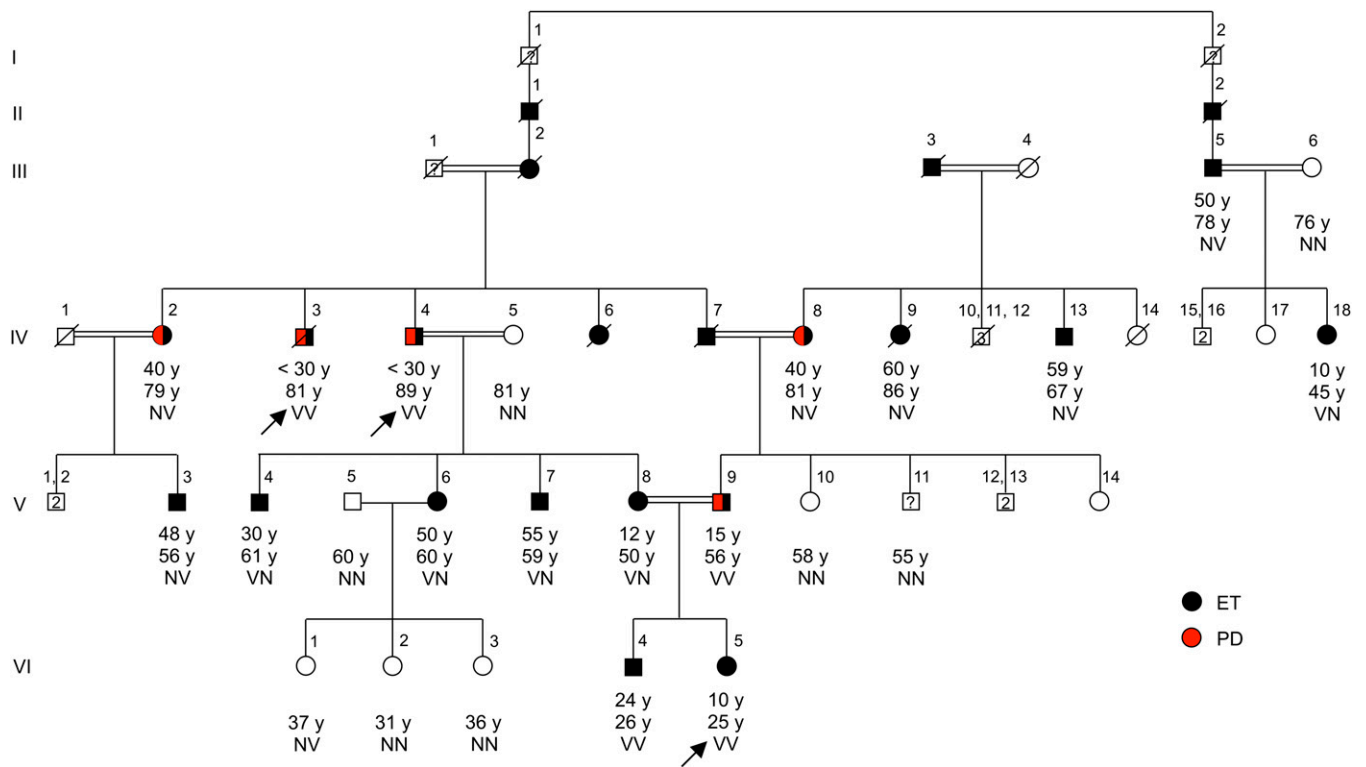 1 2
I ? ?
1 2
II
1 2 3 4 5 6
III ?
50 y
78 y 76 y
NV NN
1 2 3 4 5 6 7 8 9 10, 11, 12 13 14 15, 16 17 18
IV 3 2
40 y < 30 y < 30 y 40 y 60 y 59 y 10 y
79 y 81 y 89 y 81 y 81 y 86 y 67 y 45 y
NV VV VV NN NV NV NV VN
1, 2 3 4 5 6 7 8 9 10 11 12, 13 14
V 2 ? 2
48 y 30 y 50 y 55 y 12 y 15 y
56 y 61 y 60 y 60 y 59 y 50 y 56 y 58 y 55 y
NV VN NN VN VN VN VV NN NN
ET
PD
1 2 3 4 5
VI
24 y 10 y
37 y 31 y 36 y 26 y 25 y
NV NN NN VV VV